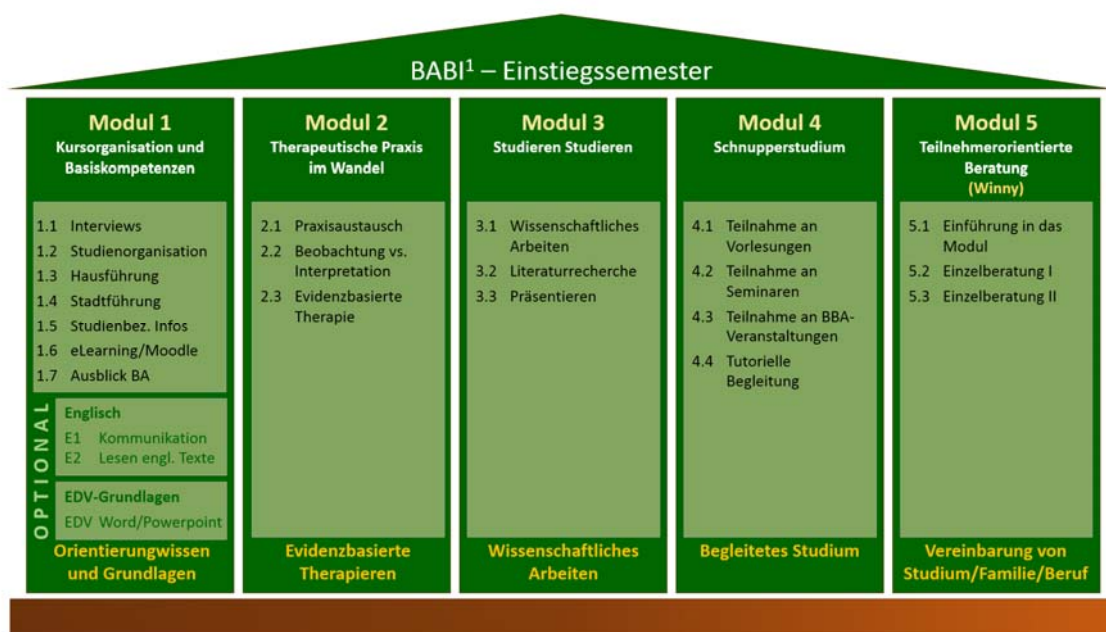 BABI¹ – Einstiegssemester
Modul 1
Kursorganisation und
Basiskompetenzen
1.1 Interviews
1.2 Studienorganisation
1.3 Hausführung
1.4 Stadtführung
1.5 Studienbez. Infos
1.6 eLearning/Moodle
1.7 Ausblick BA
OPTIONAL
Englisch
E1 Kommunikation
E2 Lesen engl. Texte
EDV-Grundlagen
EDV Word/Powerpoint
Orientierungwissen
und Grundlagen
Modul 2
Therapeutische Praxis
im Wandel
2.1 Praxisaustausch
2.2 Beobachtung vs.
Interpretation
2.3 Evidenzbasierte
Therapie
Evidenzbasierte
Therapieren
Modul 3
Studieren Studieren
3.1 Wissenschaftliches
Arbeiten
3.2 Literaturrecherche
3.3 Präsentieren
Wissenschaftliches
Arbeiten
Modul 4
Schnupperstudium
4.1 Teilnahme an
Vorlesungen
4.2 Teilnahme an
Seminaren
4.3 Teilnahme an BBA-
Veranstaltungen
4.4 Tutorielle
Begleitung
Begleitetes Studium
Modul 5
Teilnehmerorientierte
Beratung
(Winny)
5.1 Einführung in das
Modul
5.2 Einzelberatung I
5.3 Einzelberatung II
Vereinbarung von
Studium/Familie/Beruf